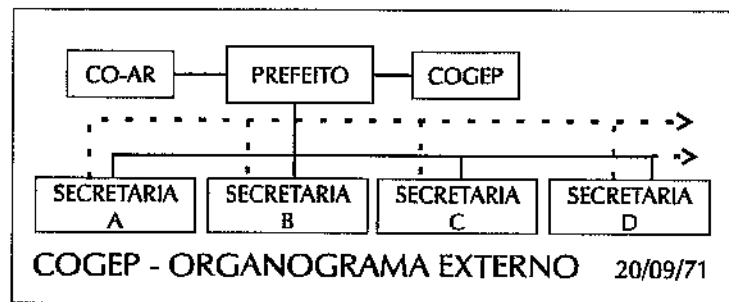 CO-AR PREFEITO COGEP
SECRETARIA SECRETARIA SECRETARIA SECRETARIA
A B C D
COGEP - ORGANOGRAMA EXTERNO 20/09/71